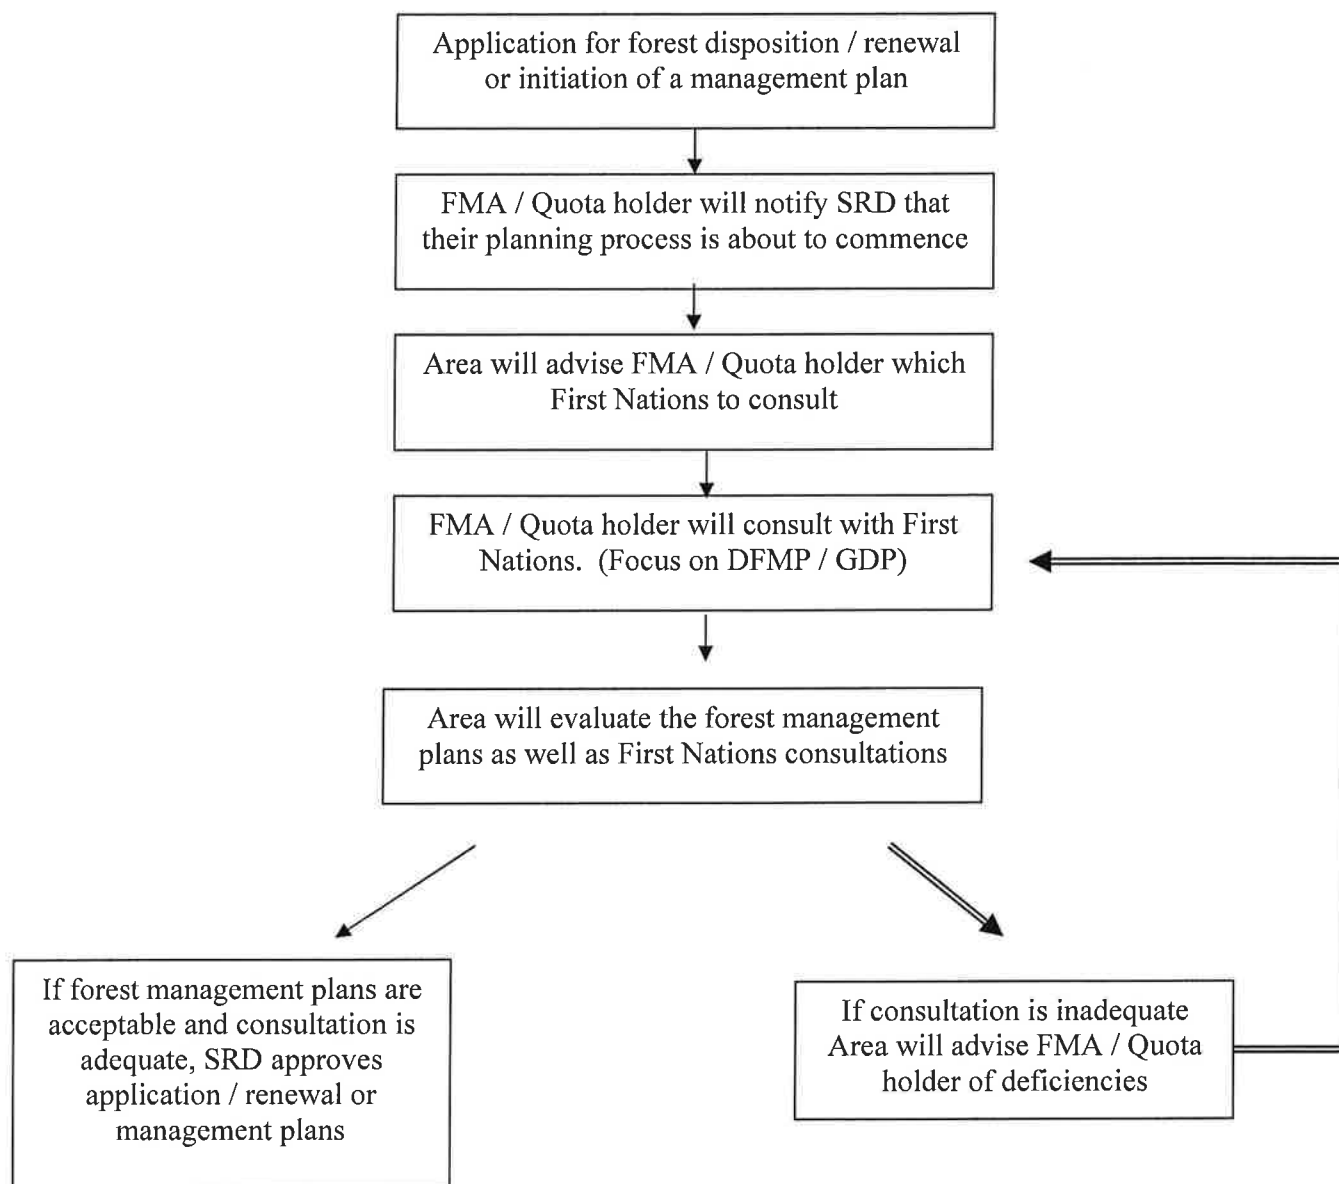 Application for forest disposition / renewal
or initiation of a management plan
FMA / Quota holder will notify SRD that
their planning process is about to commence
Area will advise FMA / Quota holder which
First Nations to consult
FMA / Quota holder will consult with First
Nations.  (Focus on DFMP / GDP)
Area will evaluate the forest management
plans as well as First Nations consultations
If forest management plans are
acceptable and consultation is
adequate, SRD approves
application / renewal or
management plans
If consultation is inadequate
Area will advise FMA / Quota
holder of deficiencies